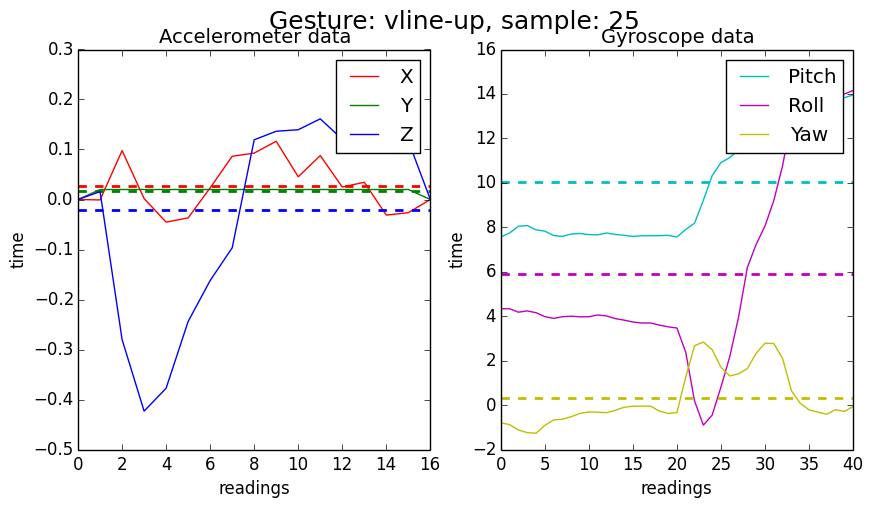 Gesture: vline-up, sample: 25
Accelerometer data
0.3
0.2
0.1
0.0
−0.1
−0.2
−0.3
−0.4
−0.5
time
0 2 4 6 8 10 12 14 16
readings
X
Y
Z
Gyroscope data
16
14
12
10
8
6
4
2
0
−2
time
0 5 10 15 20 25 30 35 40
readings
Pitch
Roll
Yaw